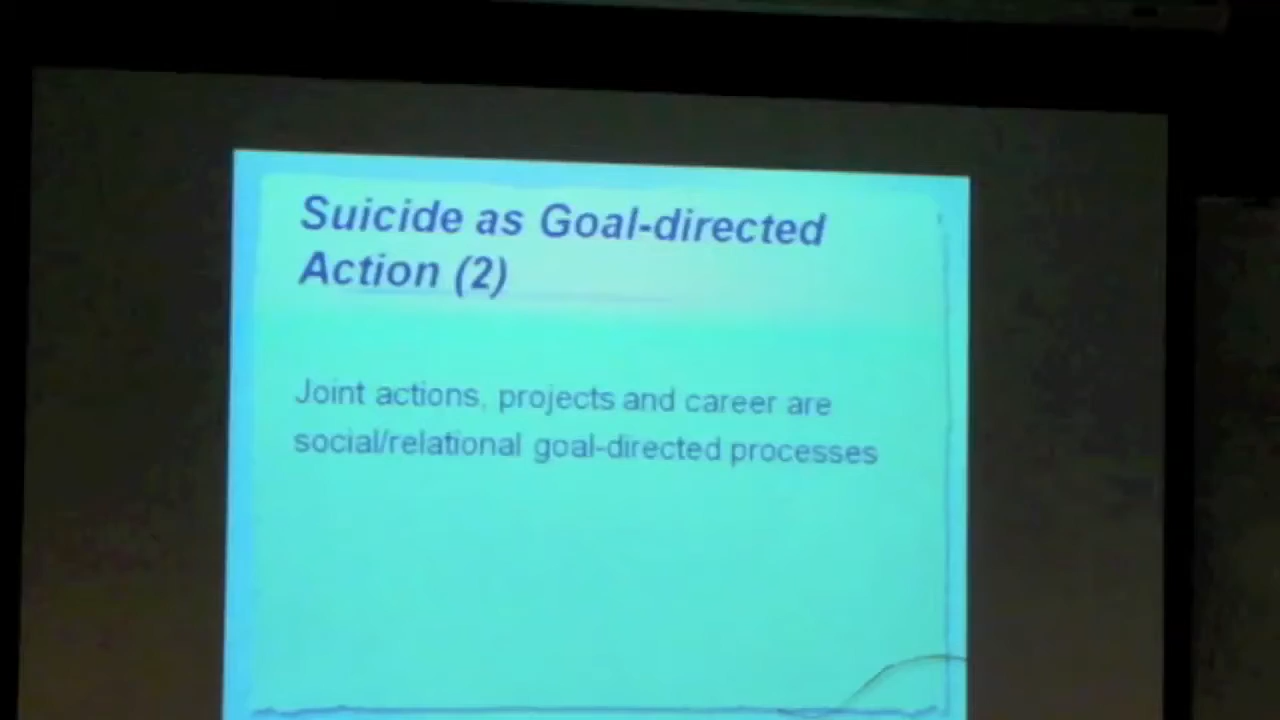 Suicide as Goal-directed
Action (2)
Joint actions, projects and career are
social/relational goal-directed processes